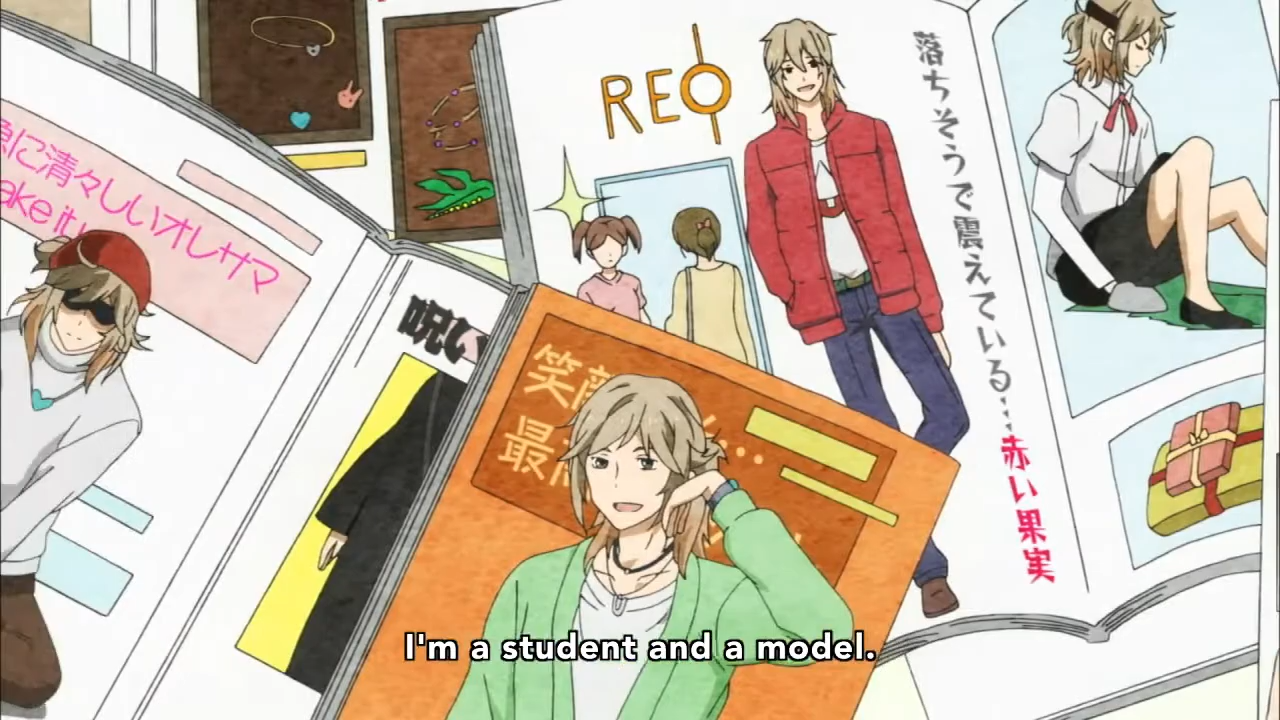 急に清々しいオレサマ
ake it
呪い
REO
落ちそうで震えている・・・
赤い果実
笑顔
最
I'm a student and a model.